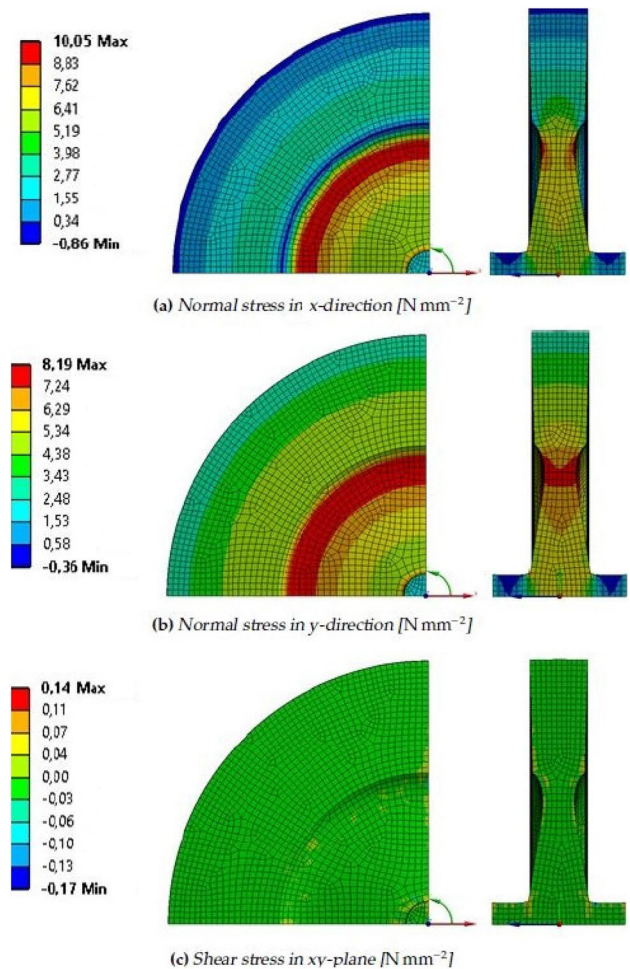 10,05 Max
8,83
7,62
6,41
5,19
3,98
2,77
1,55
0,34
-0,86 Min
(a) Normal stress in x-direction [N mm−2]
8,19 Max
7,24
6,29
5,34
4,38
3,43
2,48
1,53
0,58
-0,36 Min
(b) Normal stress in y-direction [N mm−2]
0,14 Max
0,11
0,07
0,04
0,00
-0,03
-0,06
-0,10
-0,13
-0,17 Min
(c) Shear stress in xy-plane [N mm−2]